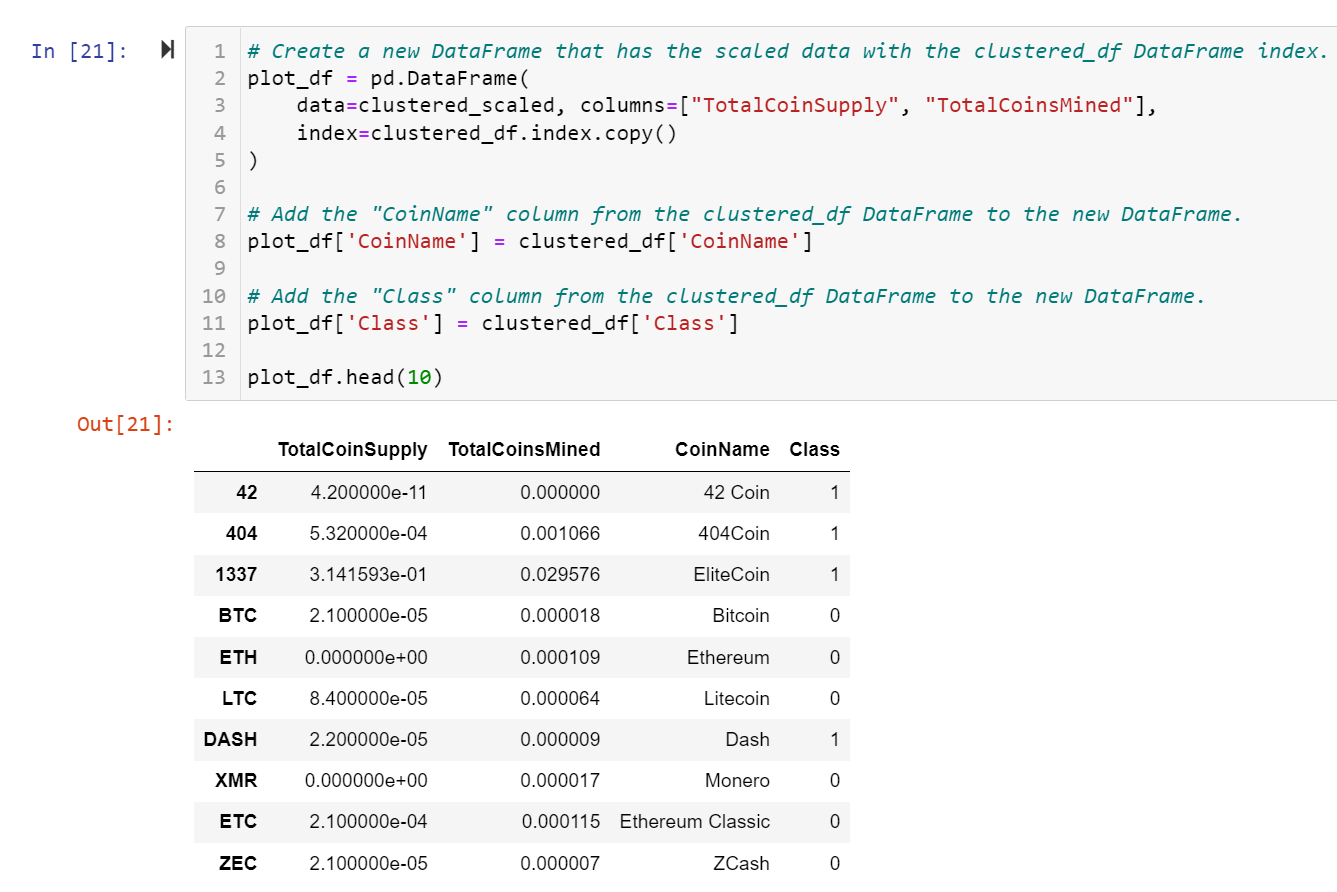 In [21]:
1 # Create a new DataFrame that has the scaled data with the clustered_df DataFrame index.
2 plot_df = pd.DataFrame(
3     data=clustered_scaled, columns=["TotalCoinSupply", "TotalCoinsMined"],
4     index=clustered_df.index.copy()
5 )
6
7 # Add the "CoinName" column from the clustered_df DataFrame to the new DataFrame.
8 plot_df['CoinName'] = clustered_df['CoinName']
9
10 # Add the "Class" column from the clustered_df DataFrame to the new DataFrame.
11 plot_df['Class'] = clustered_df['Class']
12
13 plot_df.head(10)
Out[21]:
TotalCoinSupply TotalCoinsMined CoinName Class
42 4.200000e-11 0.000000 42 Coin 1
404 5.320000e-04 0.001066 404Coin 1
1337 3.141593e-01 0.029576 EliteCoin 1
BTC 2.100000e-05 0.000018 Bitcoin 0
ETH 0.000000e+00 0.000109 Ethereum 0
LTC 8.400000e-05 0.000064 Litecoin 0
DASH 2.200000e-05 0.000009 Dash 1
XMR 0.000000e+00 0.000017 Monero 0
ETC 2.100000e-04 0.000115 Ethereum Classic 0
ZEC 2.100000e-05 0.000007 ZCash 0